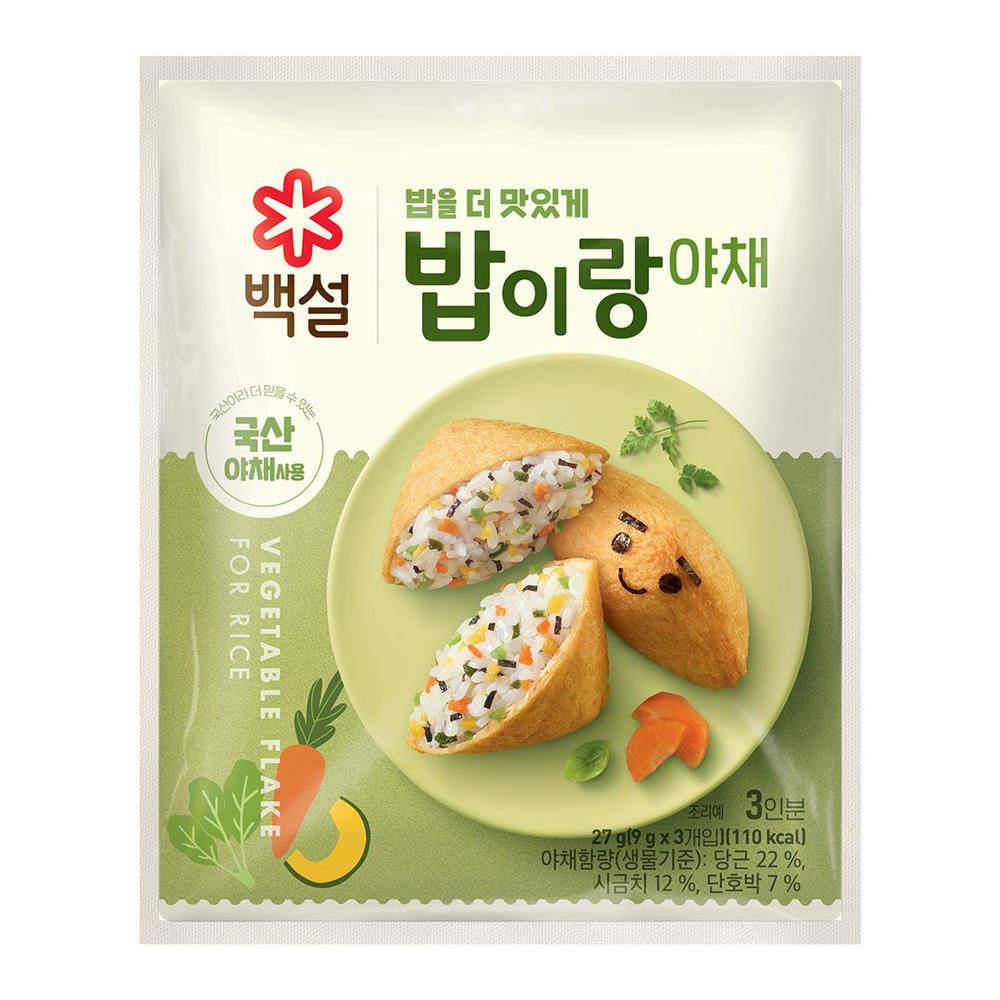 백설
밥을 더 맛있게
밥이랑 야채
국산이라 더 믿을 수 있는
국산
야채사용
VEGETABLE FLAKE
FOR RICE
조리예 3인분
27 g(9 g x 3개입)(110 kcal)
야채함량(생물기준): 당근 22 %,
시금치 12 %, 단호박 7 %